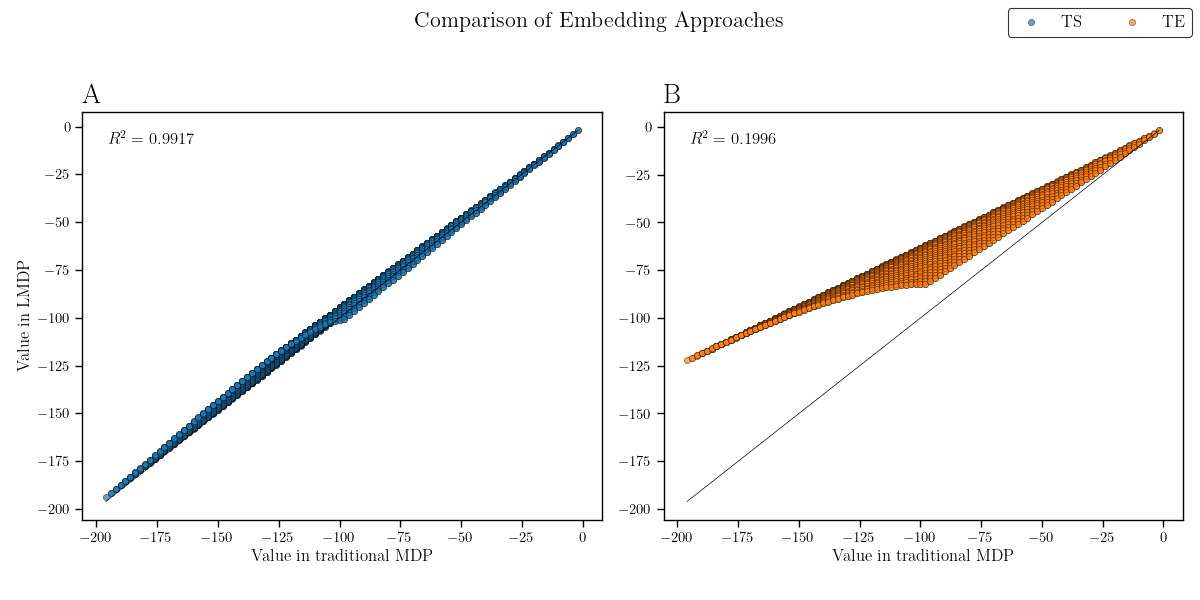 Comparison of Embedding Approaches
TS TE
A
R² = 0.9917
0
−25
−50
−75
−100
−125
−150
−175
−200
Value in LMDP
−200 −175 −150 −125 −100 −75 −50 −25 0
Value in traditional MDP
B
R² = 0.1996
0
−25
−50
−75
−100
−125
−150
−175
−200
−200 −175 −150 −125 −100 −75 −50 −25 0
Value in traditional MDP